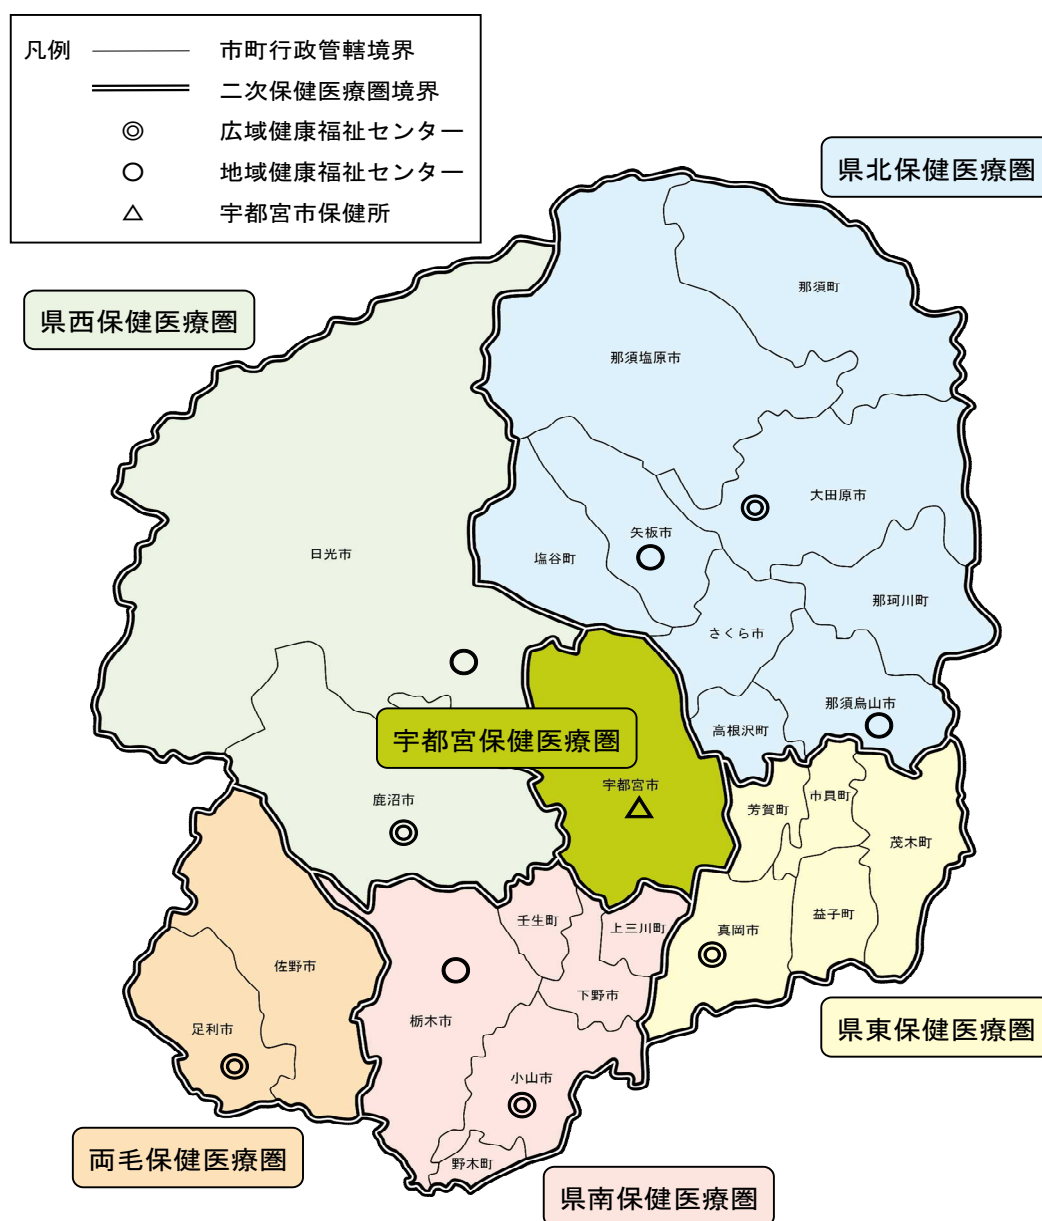 凡例
市町行政管轄境界
二次保健医療圏境界
広域健康福祉センター
地域健康福祉センター
宇都宮市保健所
県北保健医療圏
那須町
県西保健医療圏
那須塩原市
大田原市
矢板市
日光市
塩谷町
那珂川町
さくら市
那須烏山市
高根沢町
宇都宮保健医療圏
宇都宮市
市貝町
芳賀町
鹿沼市
茂木町
益子町
壬生町
上三川町
真岡市
佐野市
下野市
栃木市
足利市
県東保健医療圏
小山市
両毛保健医療圏
野木町
県南保健医療圏